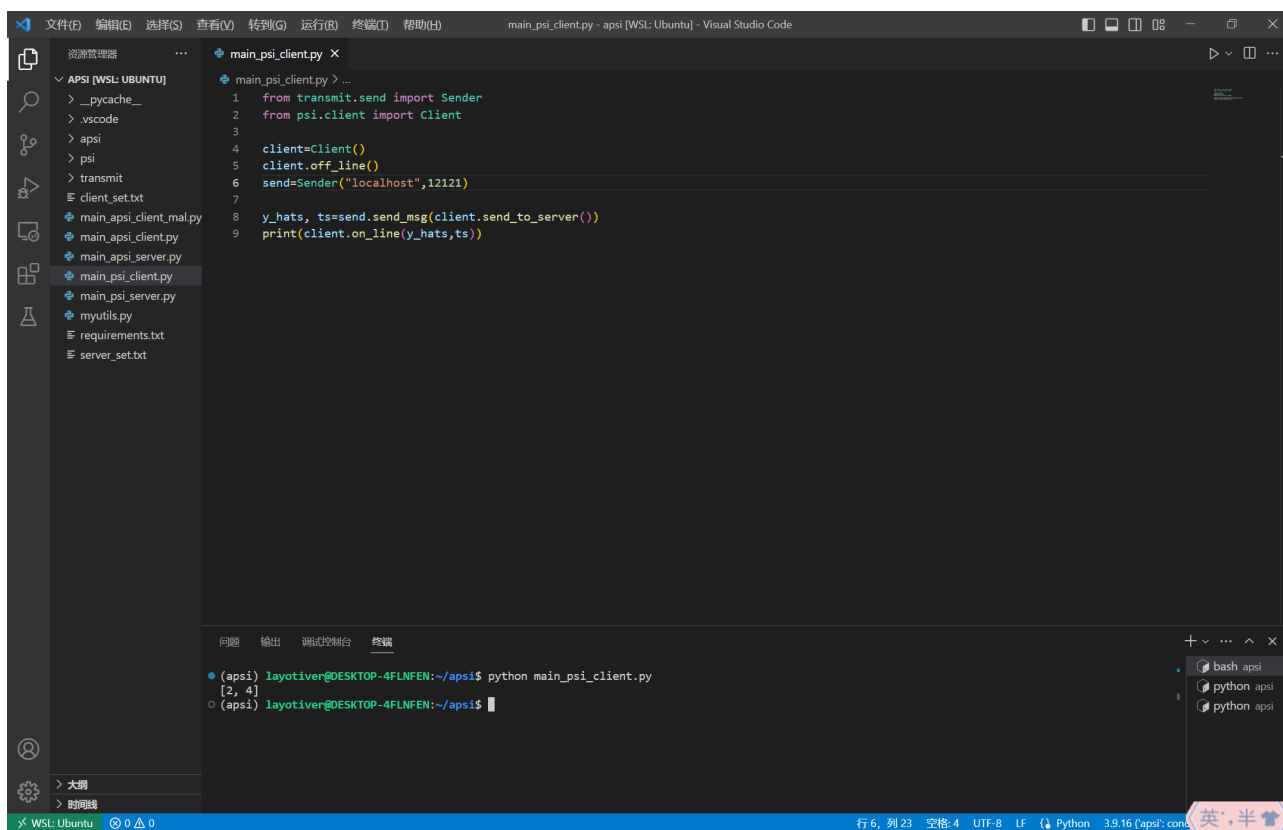 文件(F) 编辑(E) 选择(S) 查看(V) 转到(G) 运行(R) 终端(T) 帮助(H) main_psi_client.py - apsi [WSL: Ubuntu] - Visual Studio Code
资源管理器 ···
main_psi_client.py
APSI [WSL: UBUNTU]
__pycache__
.vscode
apsi
psi
transmit
client_set.txt
main_apsi_client_mal.py
main_apsi_client.py
main_apsi_server.py
main_psi_client.py
main_psi_server.py
myutils.py
requirements.txt
server_set.txt
大纲
时间线
main_psi_client.py > ...
1 from transmit.send import Sender
2 from psi.client import Client
3
4 client=Client()
5 client.off_line()
6 send=Sender("localhost",12121)
7
8 y_hats, ts=send.send_msg(client.send_to_server())
9 print(client.on_line(y_hats,ts))
问题 输出 调试控制台 终端
(apsi) layotiver@DESKTOP-4FLNFEN:~/apsi$ python main_psi_client.py
[2, 4]
(apsi) layotiver@DESKTOP-4FLNFEN:~/apsi$
bash apsi
python apsi
python apsi
WSL: Ubuntu 0 0 行 6，列 23 空格: 4 UTF-8 LF Python 3.9.16 ('apsi': cond
英 半